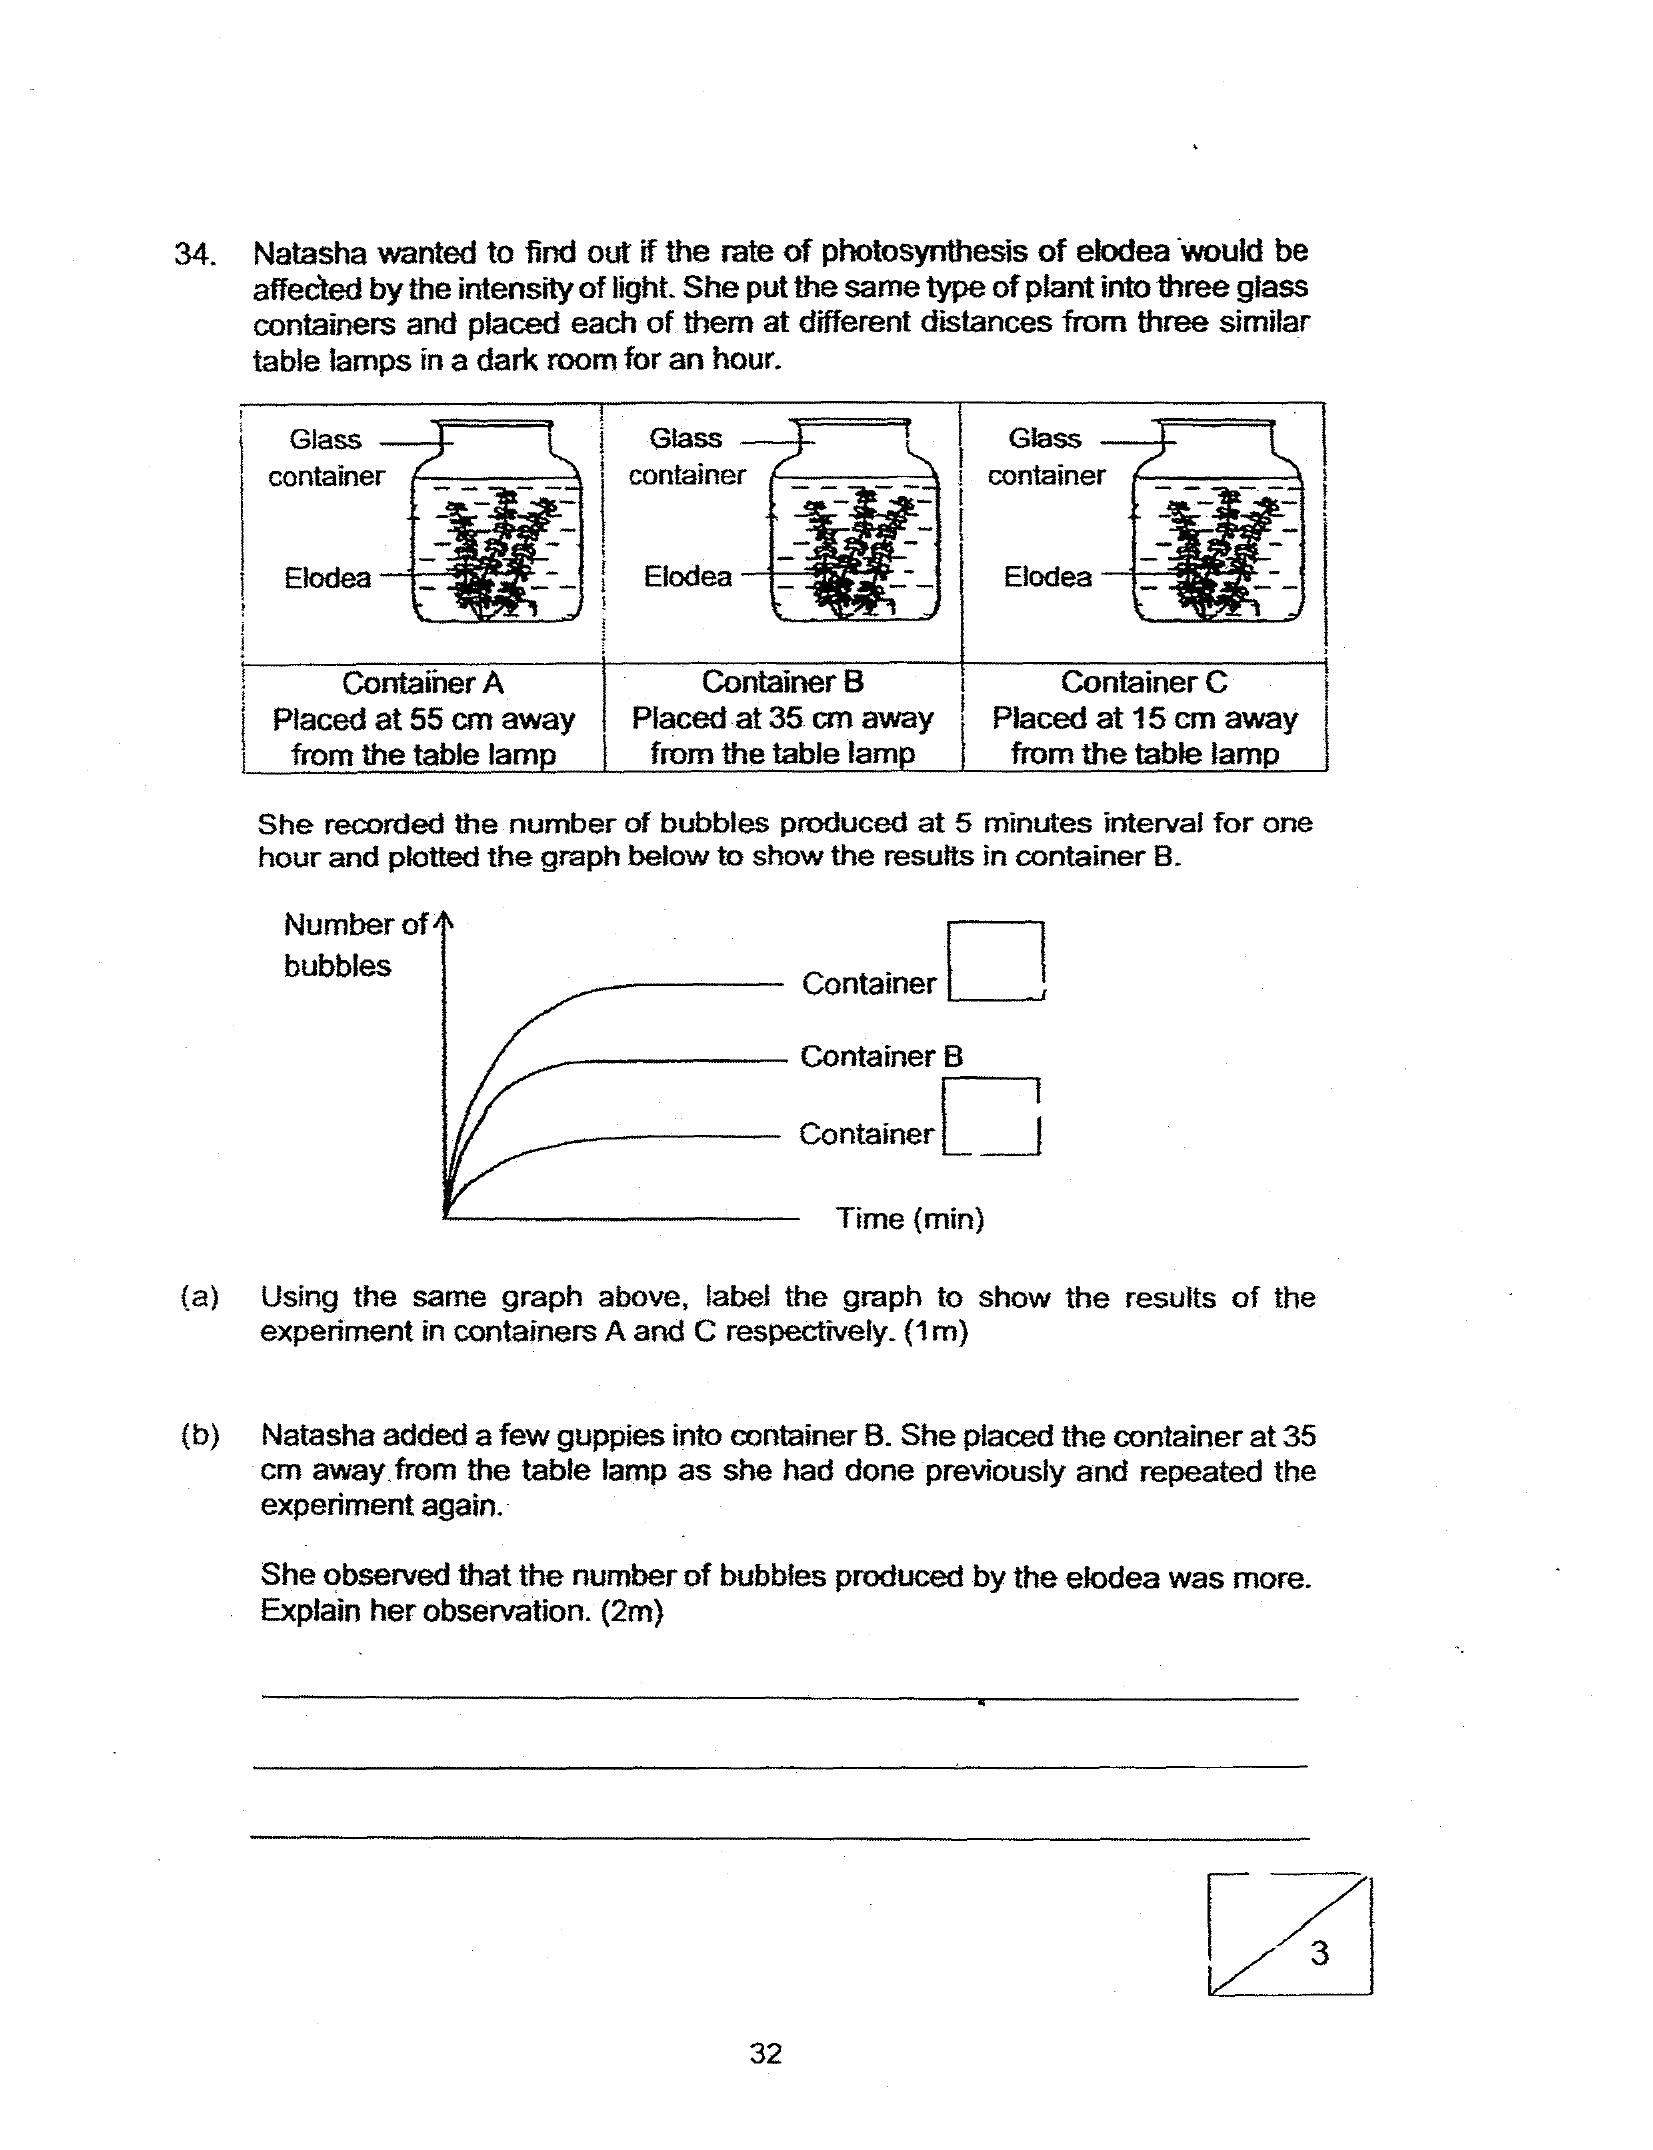 34. Natasha wanted to find out if the rate of photosynthesis of elodea would be
affected by the intensity of light. She put the same type of plant into three glass
containers and placed each of them at different distances from three similar
table lamps in a dark room for an hour.
Glass
container
Elodea
Glass
container
Elodea
Glass
container
Elodea
Container A
Placed at 55 cm away
from the table lamp
Container B
Placed at 35 cm away
from the table lamp
Container C
Placed at 15 cm away
from the table lamp
She recorded the number of bubbles produced at 5 minutes interval for one
hour and plotted the graph below to show the results in container B.
Number of
bubbles
Container
Container B
Container
Time (min)
(a) Using the same graph above, label the graph to show the results of the
experiment in containers A and C respectively. (1m)
(b) Natasha added a few guppies into container B. She placed the container at 35
cm away from the table lamp as she had done previously and repeated the
experiment again.
She observed that the number of bubbles produced by the elodea was more.
Explain her observation. (2m)
3
32